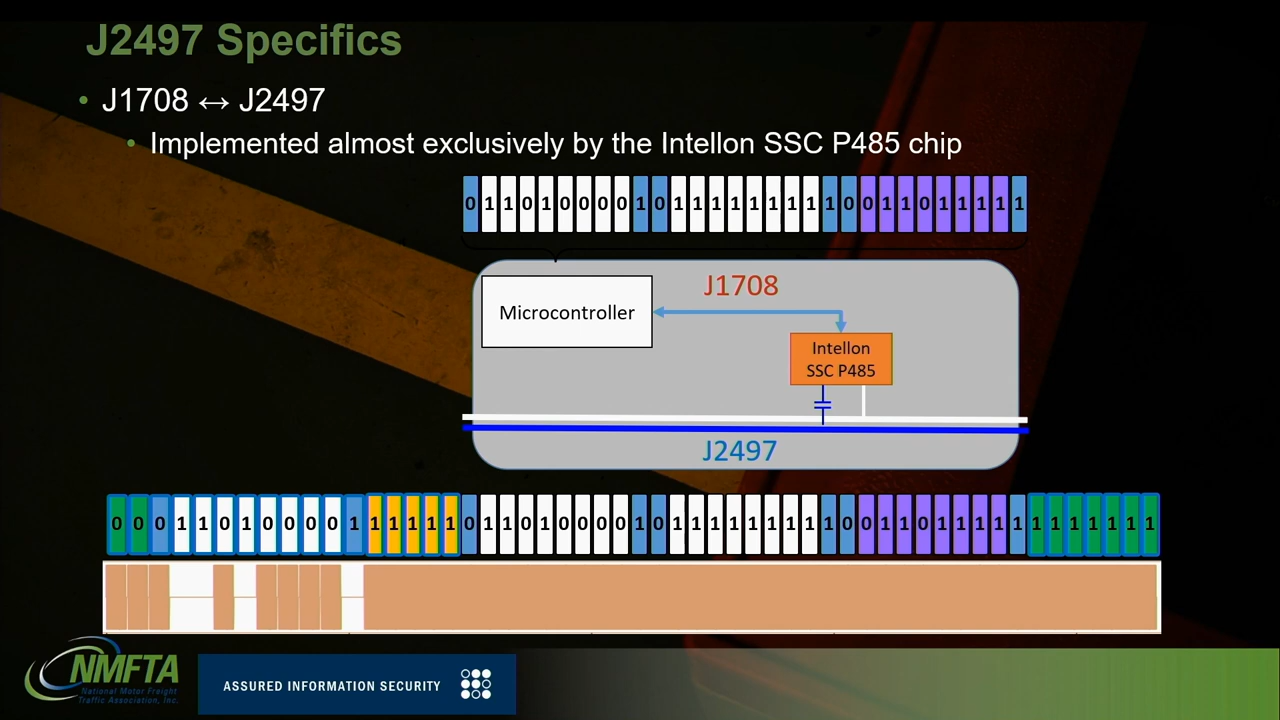 J2497 Specifics
• J1708 ↔ J2497
• Implemented almost exclusively by the Intellon SSC P485 chip
0 1 1 0 1 0 0 0 0 1 0 1 1 1 1 1 1 1 1 1 0 0 1 1 0 1 1 1 1 1
J1708
Microcontroller
Intellon
SSC P485
J2497
0 0 0 1 1 0 1 0 0 0 0 1 1 1 1 1 1 0 1 1 0 1 0 0 0 0 1 0 1 1 1 1 1 1 1 1 1 0 0 1 1 0 1 1 1 1 1 1 1 1 1 1 1 1
NMFTA
National Motor Freight
Traffic Association, Inc.
ASSURED INFORMATION SECURITY